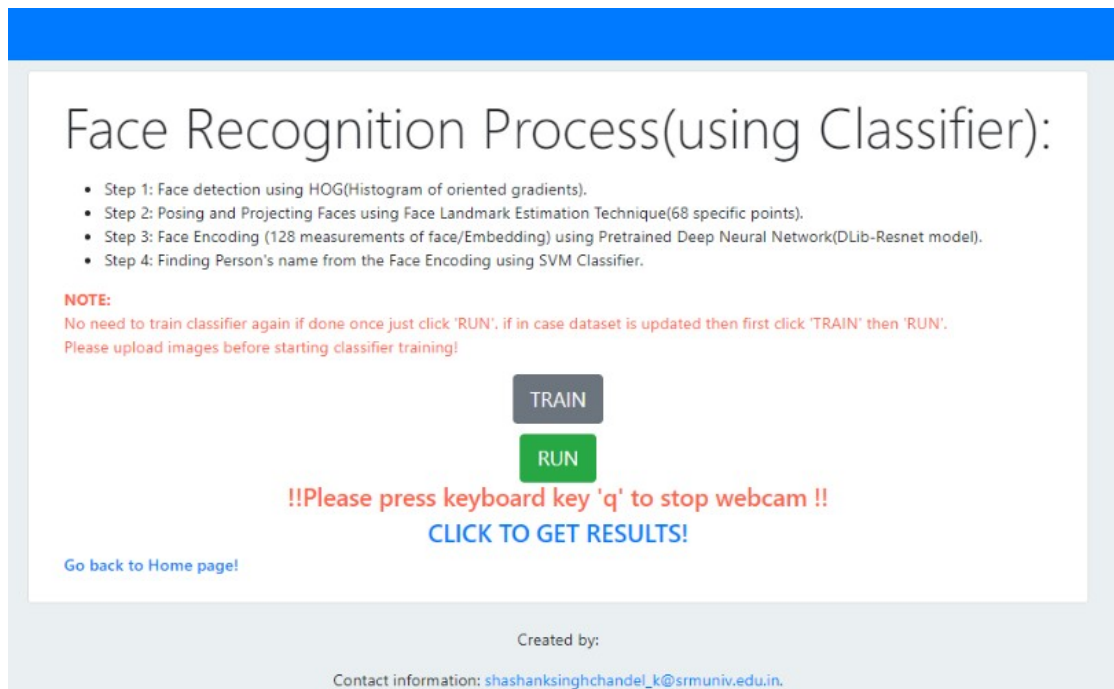 Face Recognition Process(using Classifier):
• Step 1: Face detection using HOG(Histogram of oriented gradients).
• Step 2: Posing and Projecting Faces using Face Landmark Estimation Technique(68 specific points).
• Step 3: Face Encoding (128 measurements of face/Embedding) using Pretrained Deep Neural Network(DLib-Resnet model).
• Step 4: Finding Person's name from the Face Encoding using SVM Classifier.
NOTE:
No need to train classifier again if done once just click 'RUN'. if in case dataset is updated then first click 'TRAIN' then 'RUN'.
Please upload images before starting classifier training!
TRAIN
RUN
!!Please press keyboard key 'q' to stop webcam !!
CLICK TO GET RESULTS!
Go back to Home page!
Created by:
Contact information: shashanksinghchandel_k@srmuniv.edu.in.